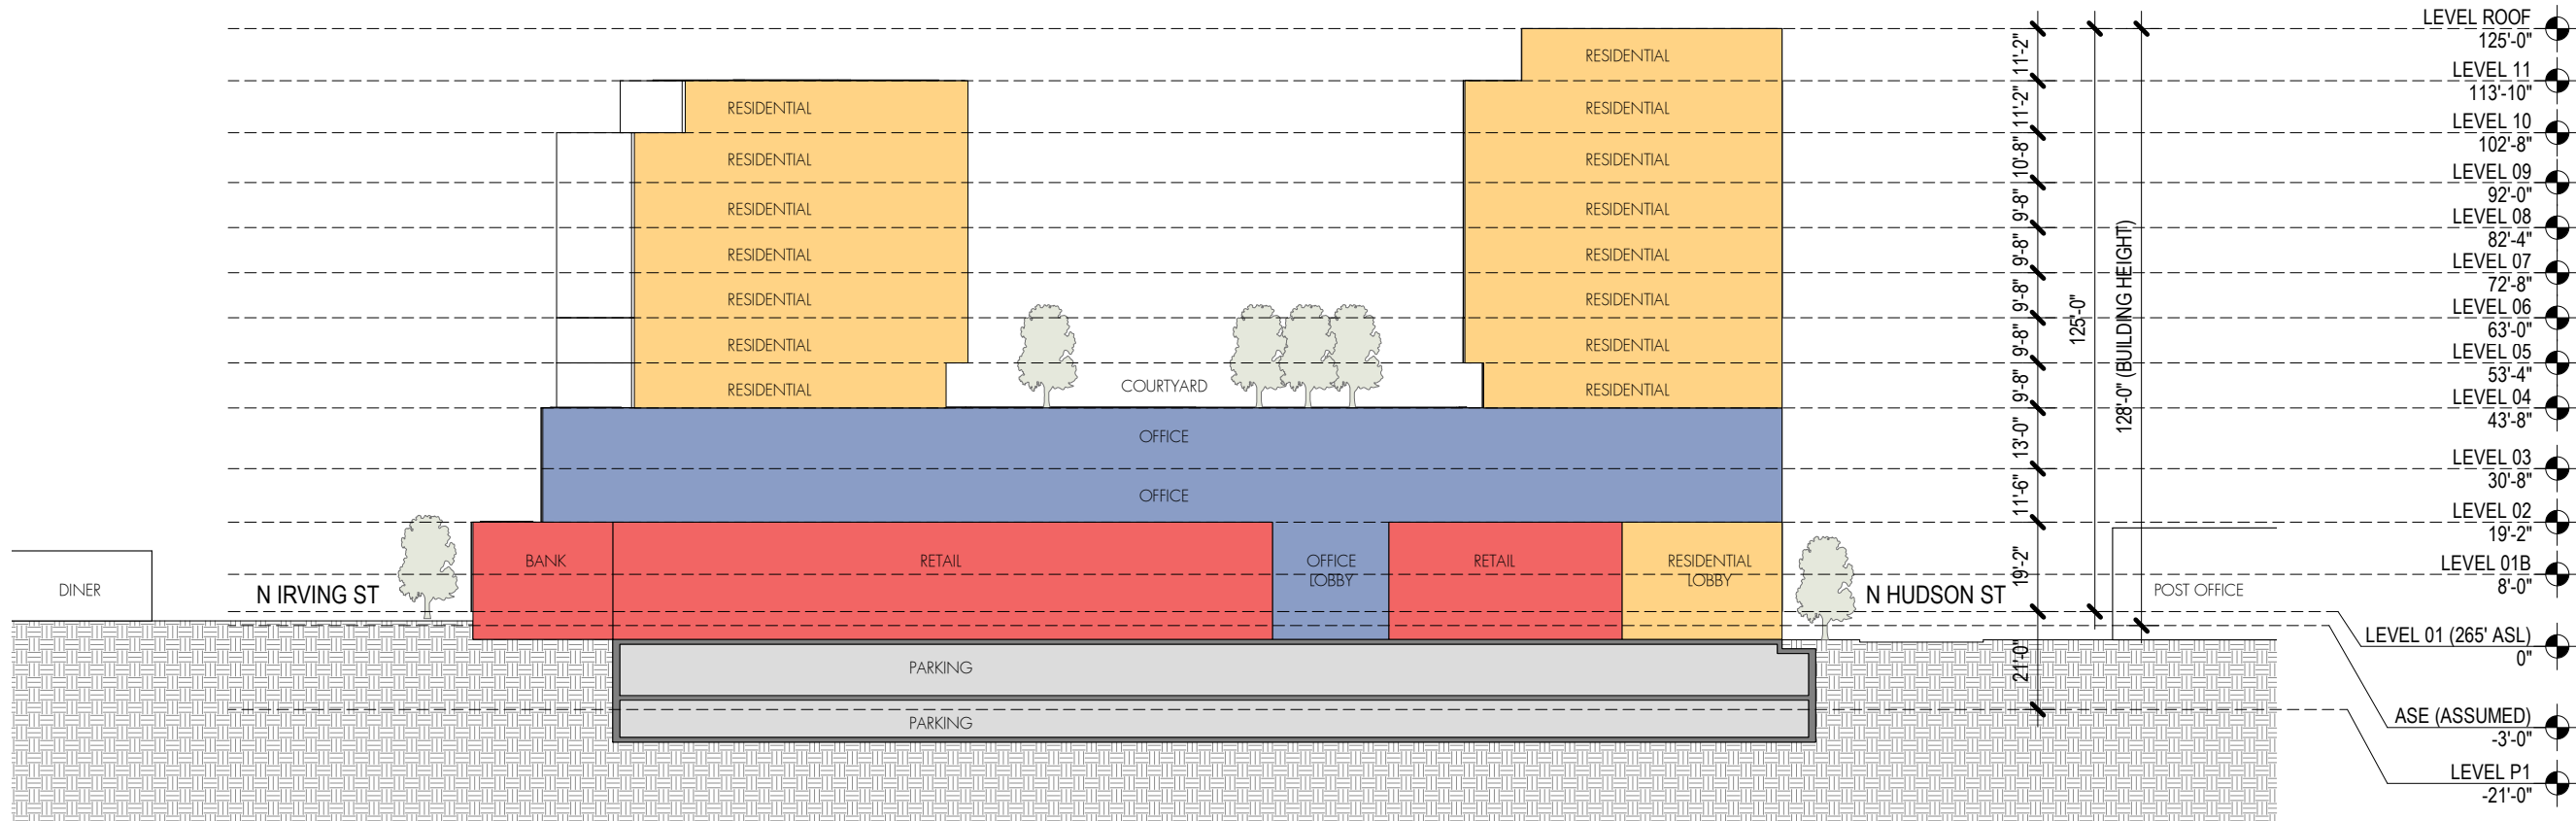 LEVEL ROOF
125'-0"
RESIDENTIAL
11'-2"
LEVEL 11
113'-10"
RESIDENTIAL
RESIDENTIAL
11'-2"
LEVEL 10
102'-8"
RESIDENTIAL
RESIDENTIAL
10'-8"
LEVEL 09
92'-0"
RESIDENTIAL
RESIDENTIAL
9'-8"
LEVEL 08
82'-4"
RESIDENTIAL
RESIDENTIAL
9'-8"
LEVEL 07
72'-8"
RESIDENTIAL
RESIDENTIAL
9'-8"
LEVEL 06
63'-0"
RESIDENTIAL
RESIDENTIAL
9'-8"
125'-0"
128'-0" (BUILDING HEIGHT)
LEVEL 05
53'-4"
RESIDENTIAL
COURTYARD
RESIDENTIAL
9'-8"
LEVEL 04
43'-8"
OFFICE
13'-0"
LEVEL 03
30'-8"
OFFICE
11'-6"
LEVEL 02
19'-2"
BANK
RETAIL
OFFICE
LOBBY
RETAIL
RESIDENTIAL
LOBBY
19'-2"
LEVEL 01B
8'-0"
DINER
N IRVING ST
N HUDSON ST
POST OFFICE
LEVEL 01 (265' ASL)
0"
PARKING
21'-0"
PARKING
ASE (ASSUMED)
-3'-0"
LEVEL P1
-21'-0"